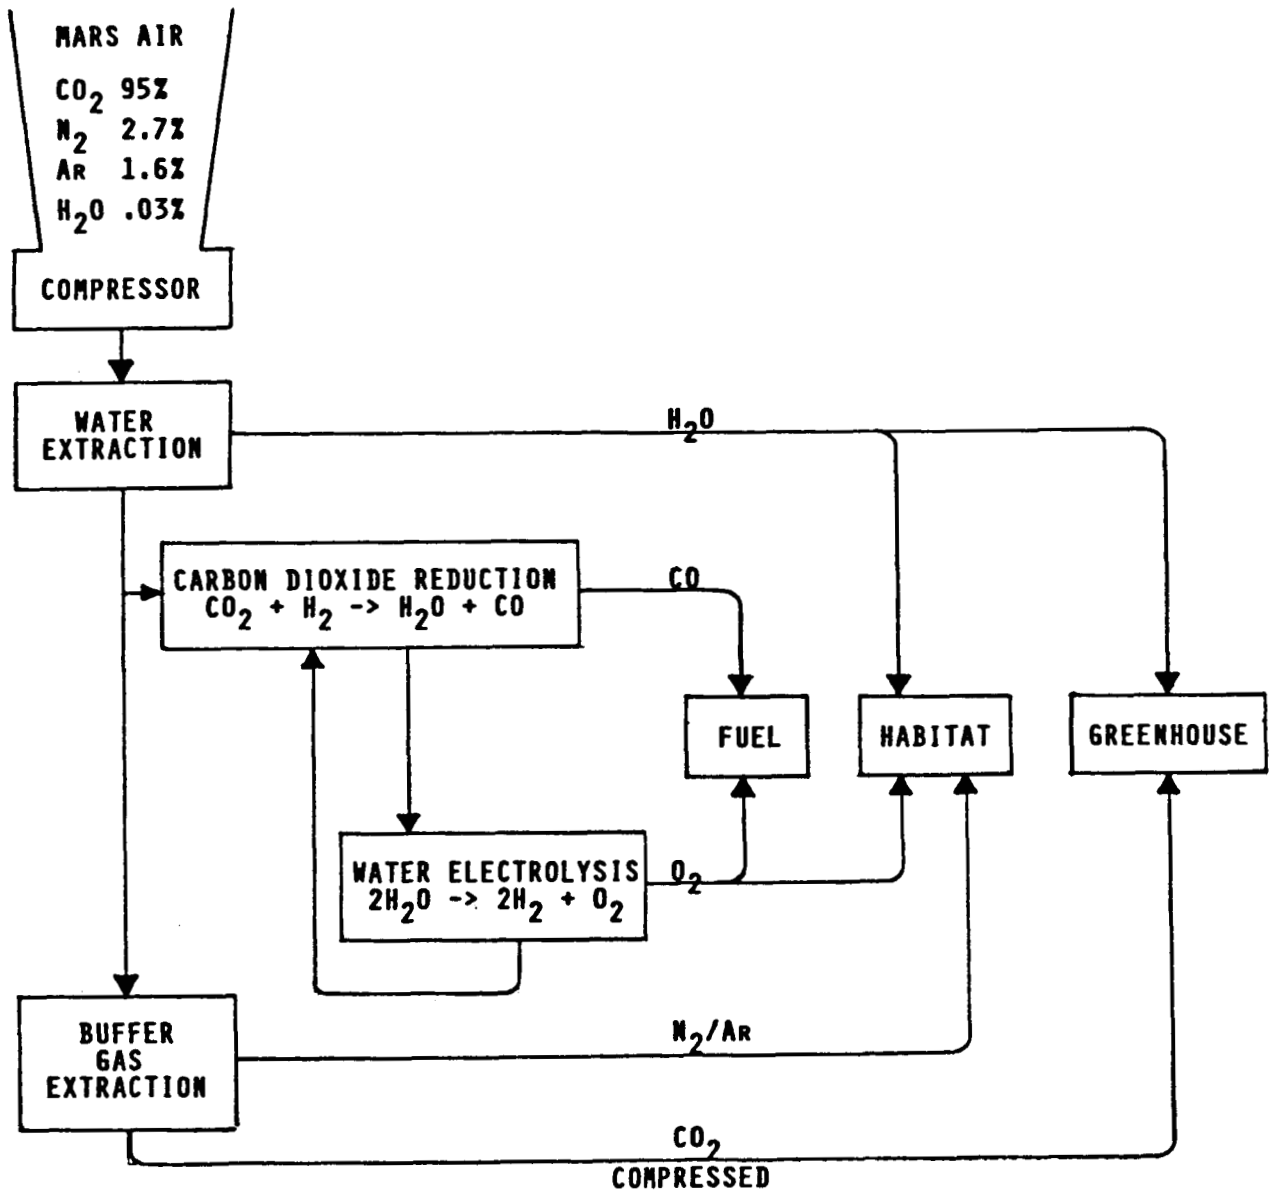 MARS AIR
CO2 95%
N2 2.7%
AR 1.6%
H2O .03%
COMPRESSOR
WATER
EXTRACTION
H2O
CARBON DIOXIDE REDUCTION
CO2 + H2 -> H2O + CO
CO
FUEL
HABITAT
GREENHOUSE
WATER ELECTROLYSIS
2H2O -> 2H2 + O2
O2
BUFFER
GAS
EXTRACTION
N2/AR
CO2
COMPRESSED